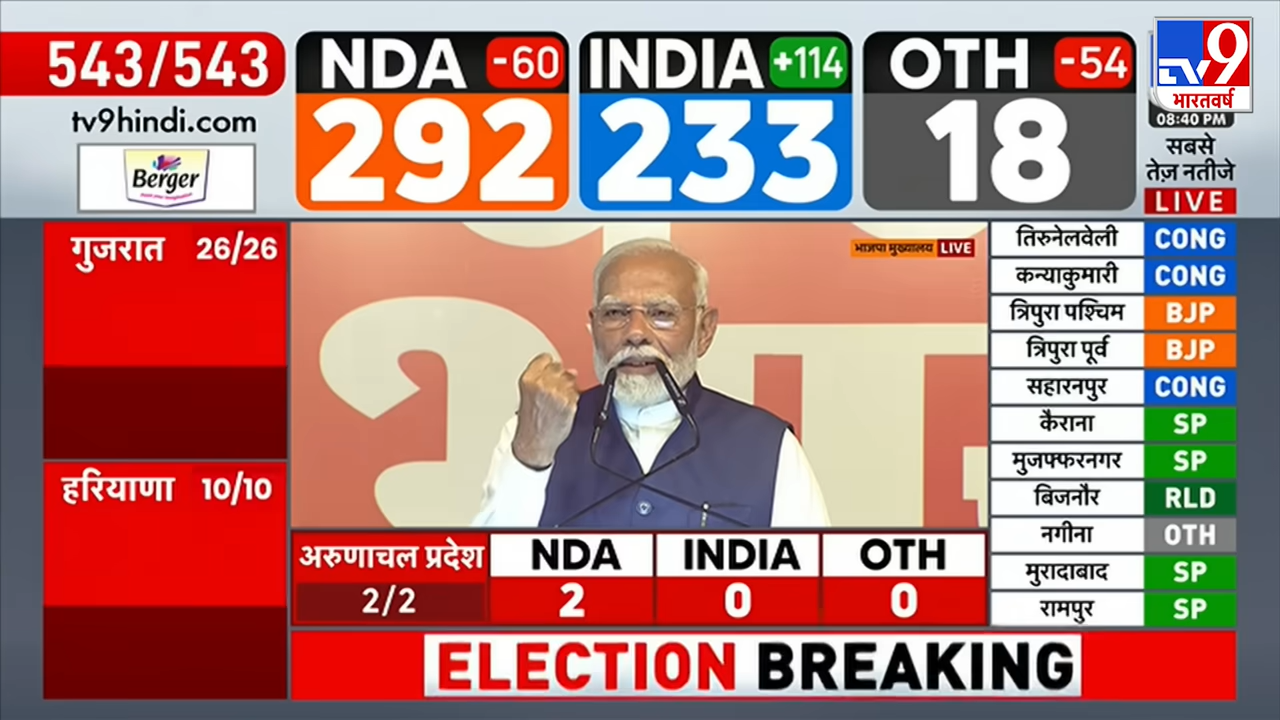 543/543
tv9hindi.com
Berger
NDA -60
292
INDIA +114
233
OTH -54
18
TV9
भारतवर्ष
08:40 PM
सबसे
तेज़ नतीजे
LIVE
गुजरात 26/26
हरियाणा 10/10
भाजपा मुख्यालय LIVE
अरुणाचल प्रदेश NDA INDIA OTH
2/2 2 0 0
तिरुनेलवेली CONG
कन्याकुमारी CONG
त्रिपुरा पश्चिम BJP
त्रिपुरा पूर्व BJP
सहारनपुर CONG
कैराना SP
मुजफ्फरनगर SP
बिजनौर RLD
नगीना OTH
मुरादाबाद SP
रामपुर SP
ELECTION BREAKING